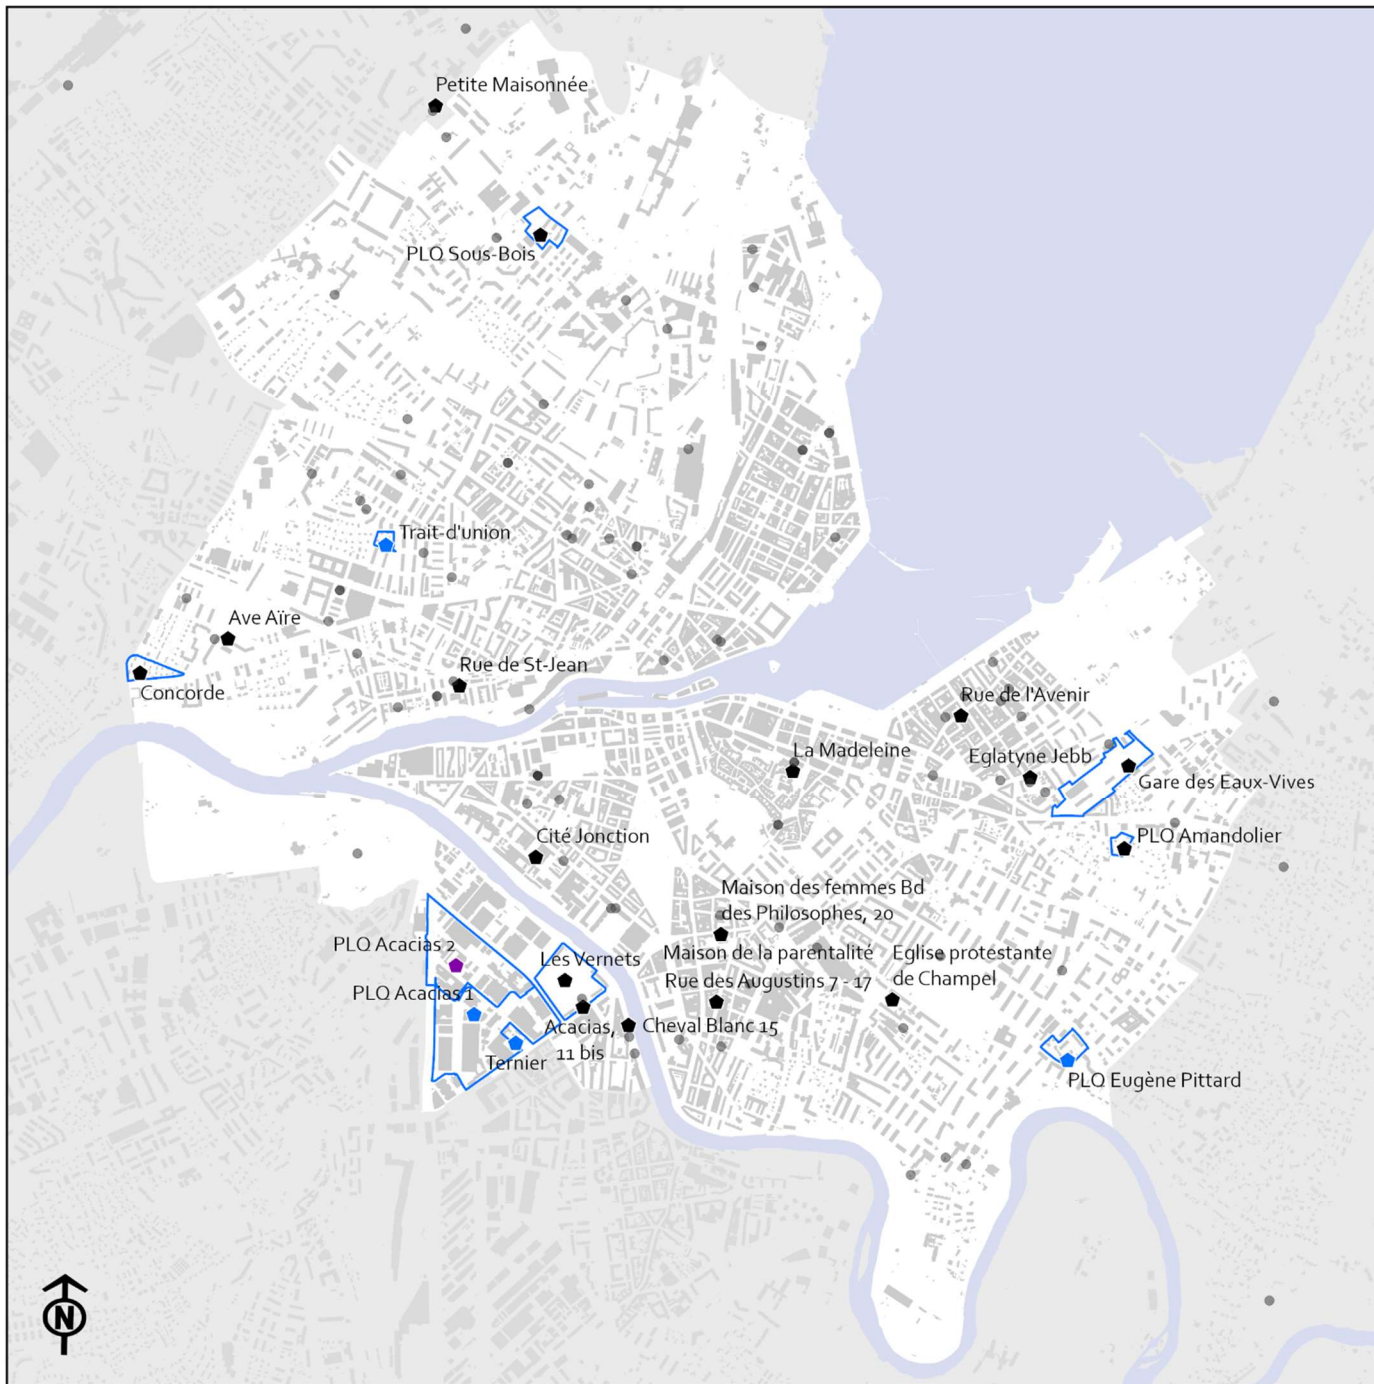 Petite Maisonnée
PLQ Sous-Bois
Trait-d'union
Ave Aïre
Rue de St-Jean
Concorde
Rue de l'Avenir
La Madeleine
Eglatyne Jebb
Gare des Eaux-Vives
Cité Jonction
PLQ Amandolier
Maison des femmes Bd
des Philosophes, 20
PLQ Acacias 2
Les Vernets
Maison de la parentalité
Rue des Augustins 7 - 17
Eglise protestante
de Champel
PLQ Acacias 1
Acacias,
11 bis
Cheval Blanc 15
Ternier
PLQ Eugène Pittard
N